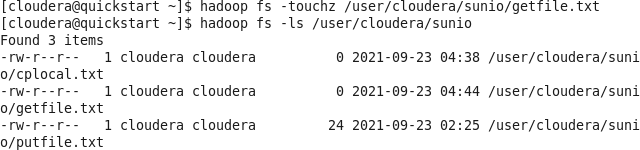 [cloudera@quickstart ~]$ hadoop fs -touchz /user/cloudera/sunio/getfile.txt
[cloudera@quickstart ~]$ hadoop fs -ls /user/cloudera/sunio
Found 3 items
-rw-r--r--   1 cloudera cloudera          0 2021-09-23 04:38 /user/cloudera/suni
o/cplocal.txt
-rw-r--r--   1 cloudera cloudera          0 2021-09-23 04:44 /user/cloudera/suni
o/getfile.txt
-rw-r--r--   1 cloudera cloudera         24 2021-09-23 02:25 /user/cloudera/suni
o/putfile.txt